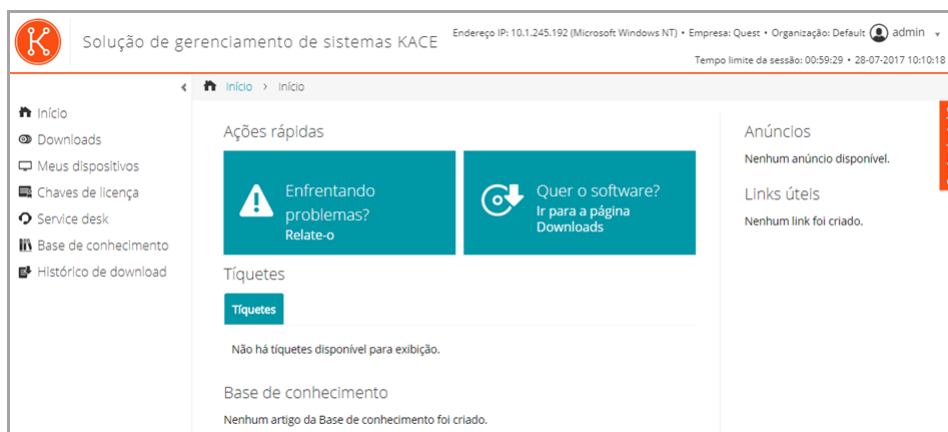 Solução de gerenciamento de sistemas KACE
Endereço IP: 10.1.245.192 (Microsoft Windows NT) • Empresa: Quest • Organização: Default admin
Tempo limite da sessão: 00:59:29 • 28-07-2017 10:10:18
Início > Início
Início
Downloads
Meus dispositivos
Chaves de licença
Service desk
Base de conhecimento
Histórico de download
Ações rápidas
Enfrentando
problemas?
Relate-o
Quer o software?
Ir para a página
Downloads
Tíquetes
Tíquetes
Não há tíquetes disponível para exibição.
Base de conhecimento
Nenhum artigo da Base de conhecimento foi criado.
Anúncios
Nenhum anúncio disponível.
Links úteis
Nenhum link foi criado.